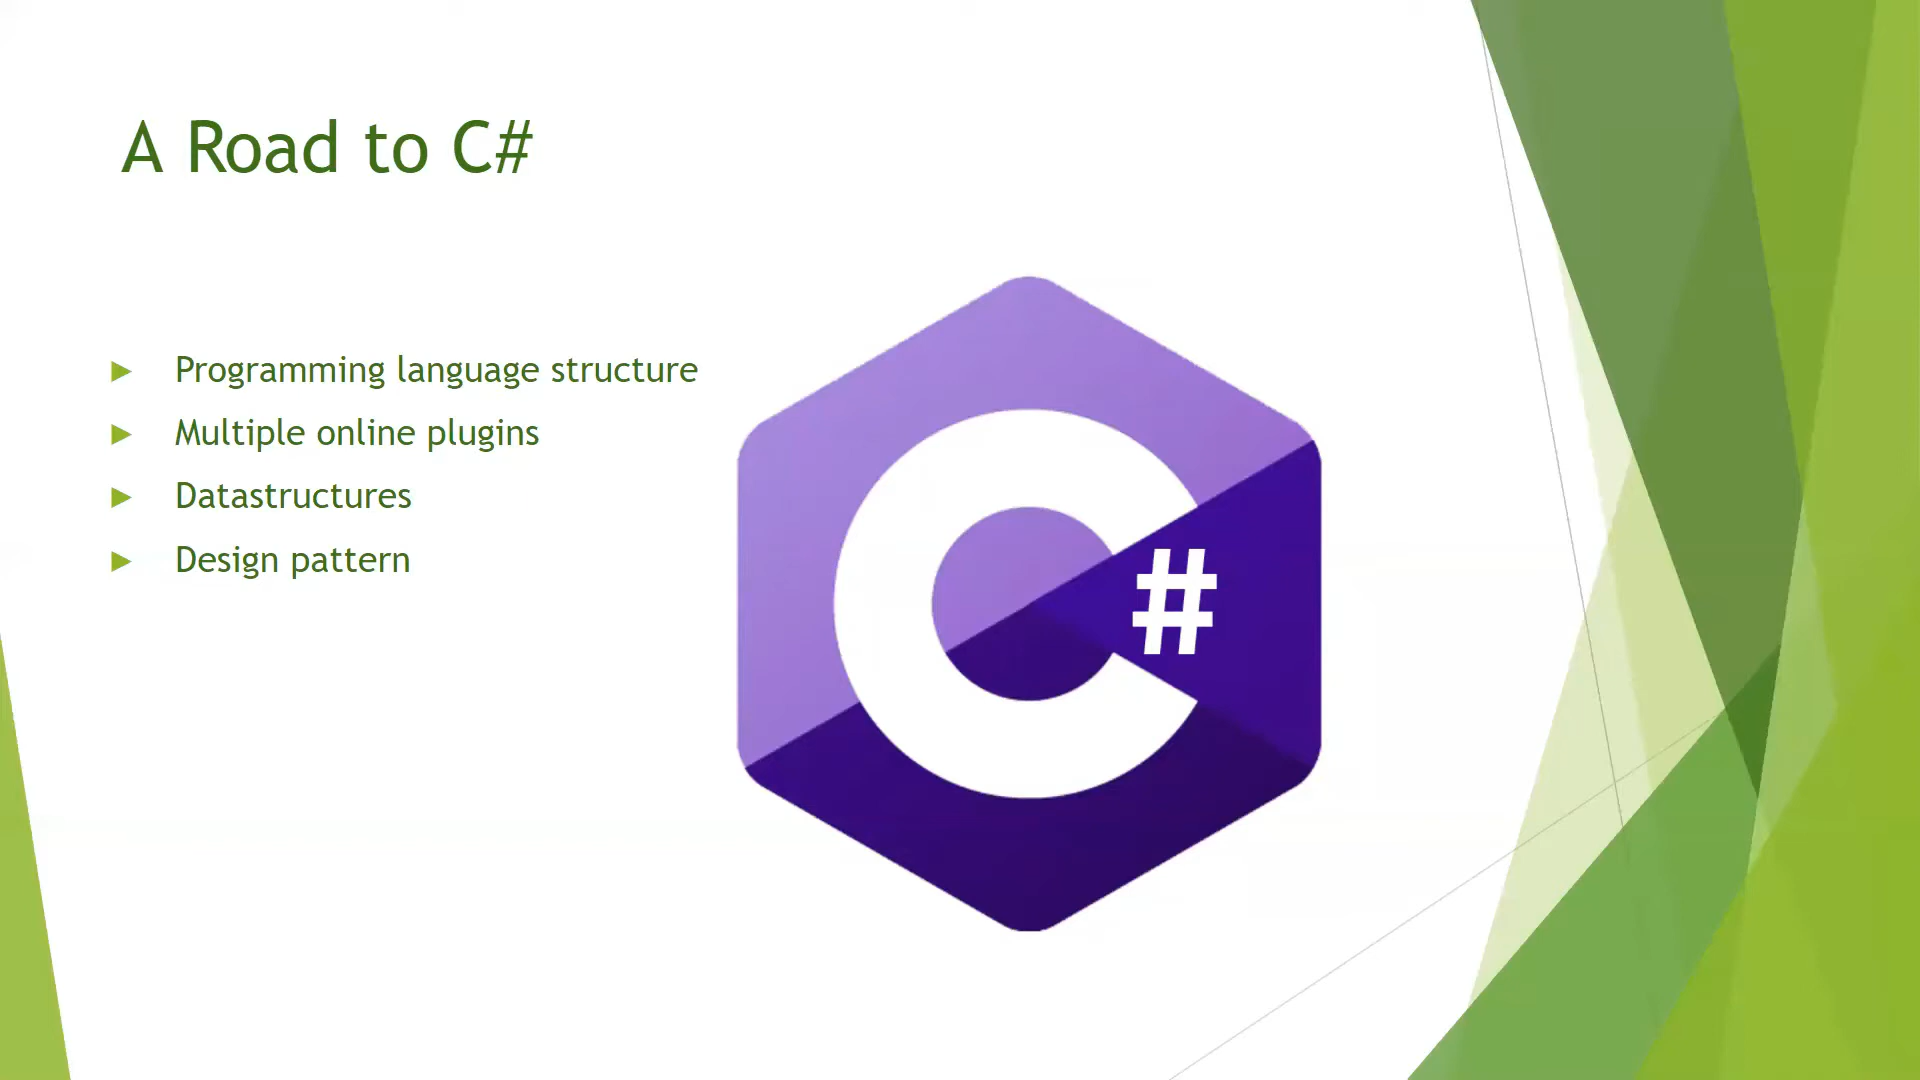 A Road to C#
Programming language structure
Multiple online plugins
Datastructures
Design pattern
C#